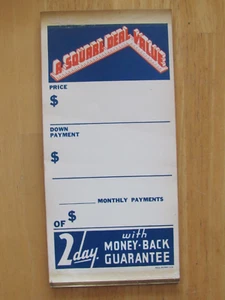 A SQUARE DEAL VALUE
PRICE
$
DOWN
PAYMENT
$
MONTHLY PAYMENTS
OF $
2 day. with
MONEY-BACK
GUARANTEE